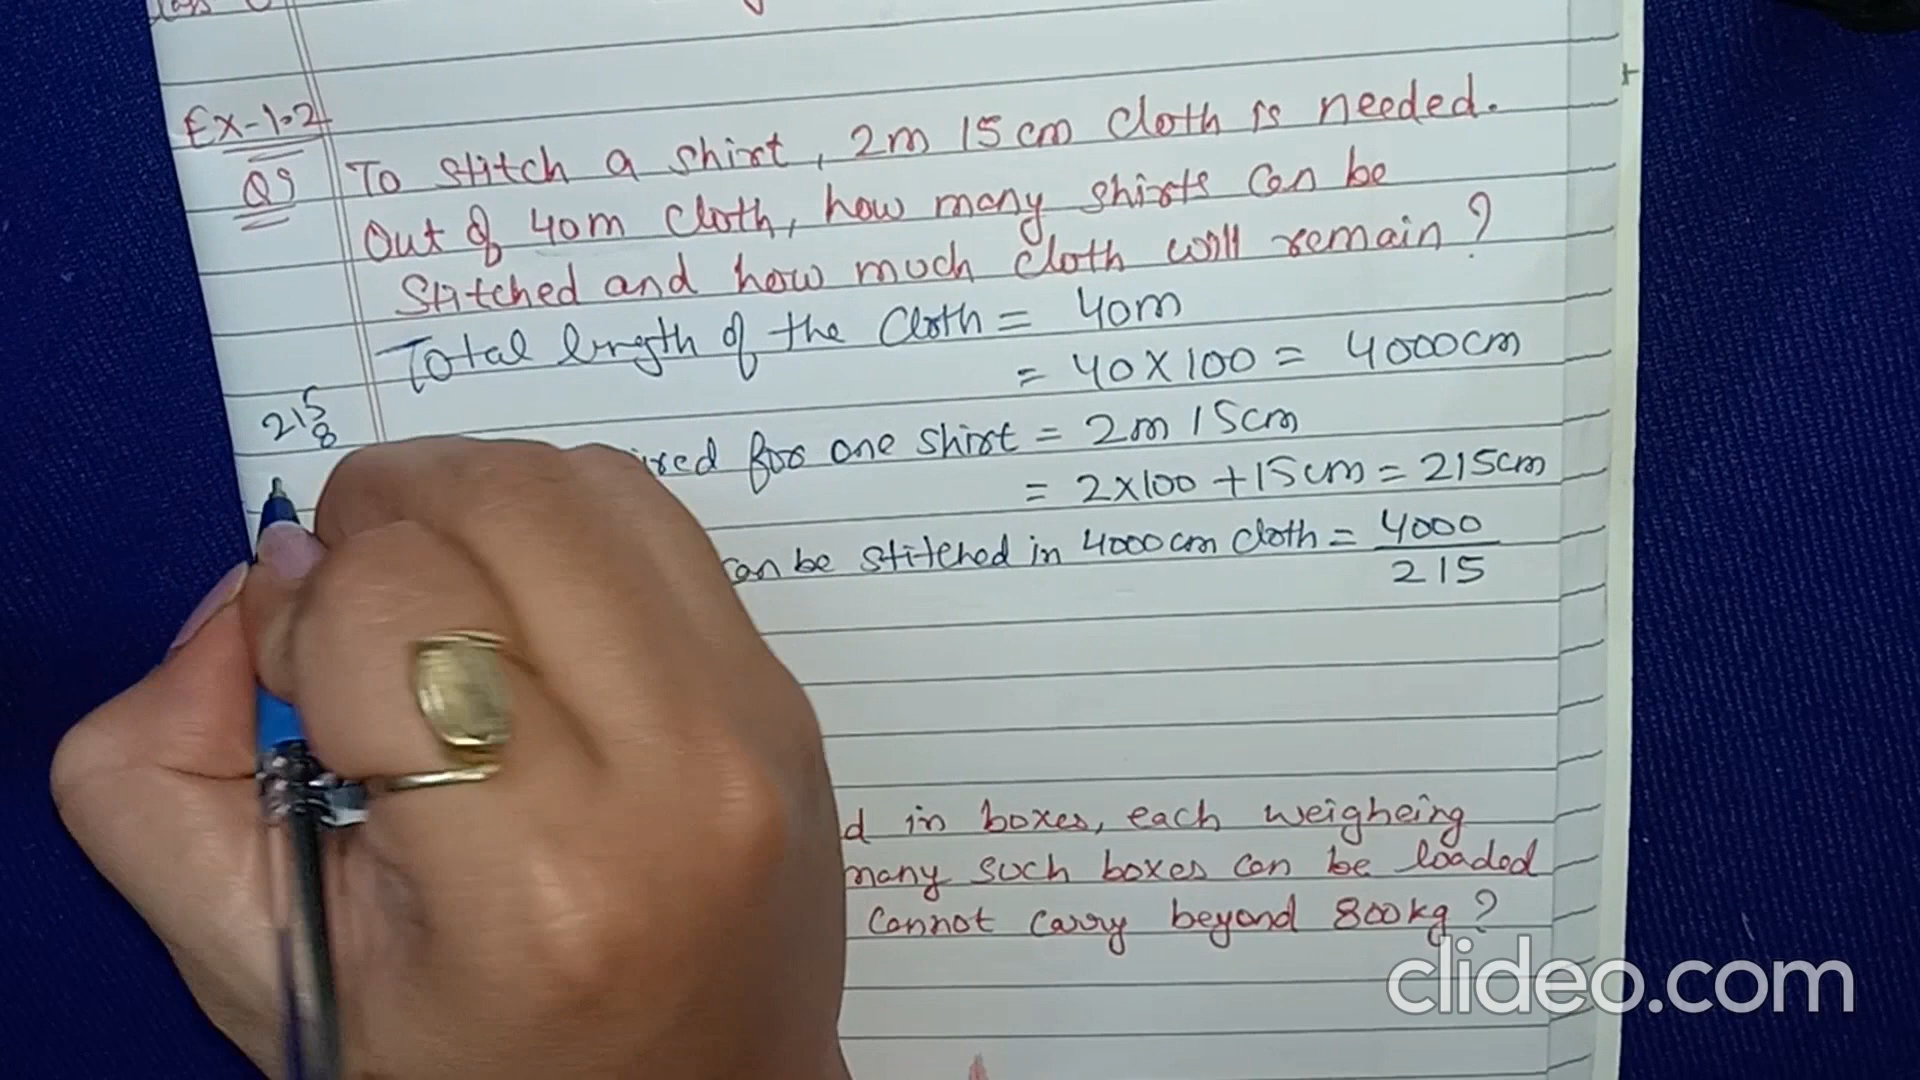 Ex-1.2
Q9 To stitch a shirt, 2m 15cm cloth is needed.
Out of 40m cloth, how many shirts can be
stitched and how much cloth will remain?
Total length of the cloth = 40m
= 40×100 = 4000cm
215
8
for one shirt = 2m 15cm
= 2×100 + 15cm = 215cm
can be stitched in 4000cm cloth = 4000
215
in boxes, each weigheing
many such boxes can be loaded
cannot carry beyond 800kg?
clideo.com